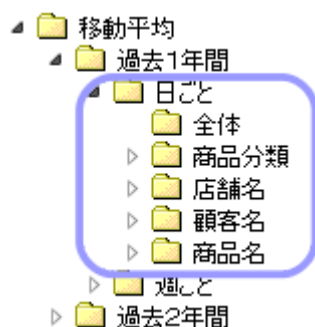 移動平均
過去1年間
日ごと
全体
商品分類
店舗名
顧客名
商品名
週ごと
過去2年間